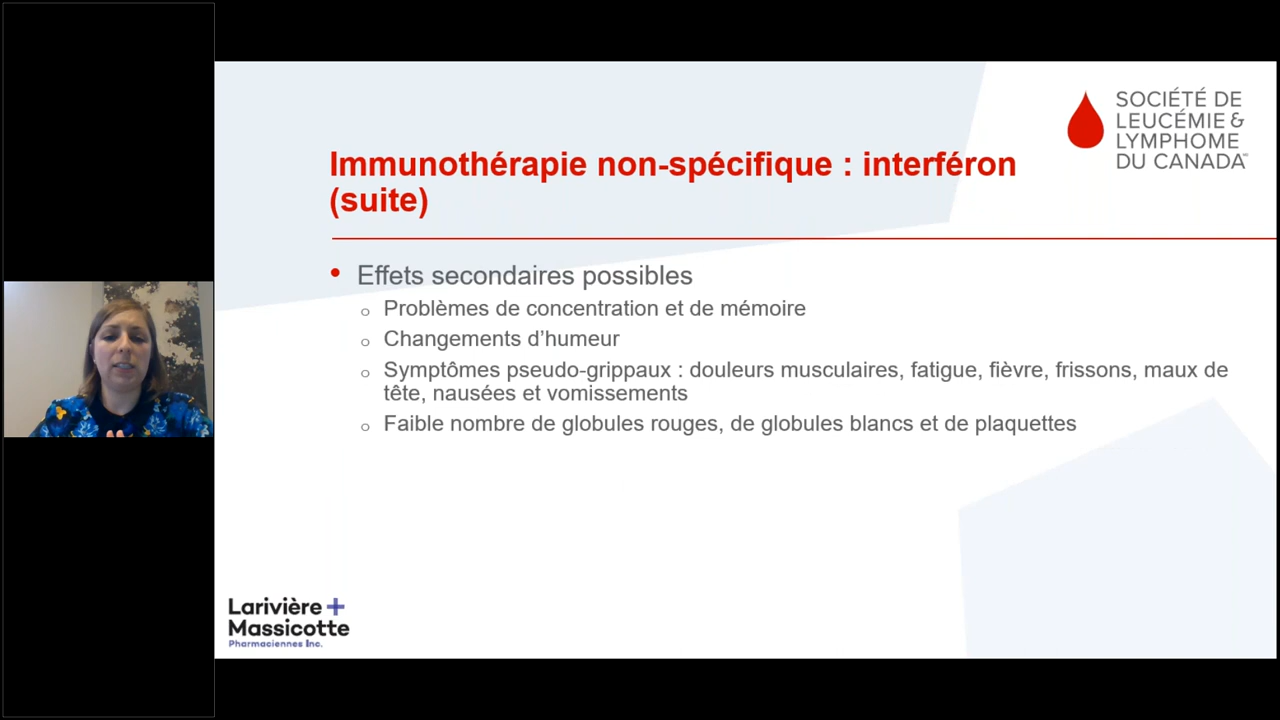 SOCIÉTÉ DE
LEUCÉMIE &
LYMPHOME
DU CANADA
Immunothérapie non-spécifique : interféron
(suite)
• Effets secondaires possibles
o Problèmes de concentration et de mémoire
o Changements d’humeur
o Symptômes pseudo-grippaux : douleurs musculaires, fatigue, fièvre, frissons, maux de
tête, nausées et vomissements
o Faible nombre de globules rouges, de globules blancs et de plaquettes
Larivière +
Massicotte
Pharmaciennes Inc.